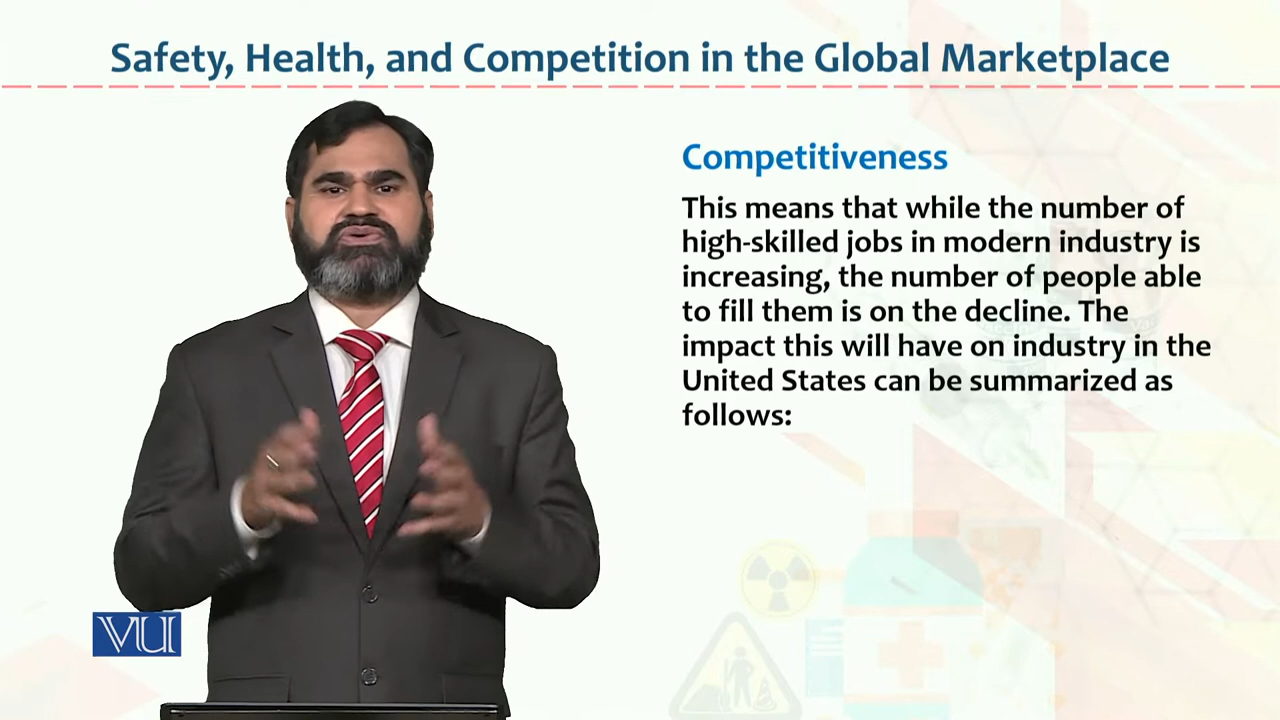 Safety, Health, and Competition in the Global Marketplace
Competitiveness
This means that while the number of
high-skilled jobs in modern industry is
increasing, the number of people able
to fill them is on the decline. The
impact this will have on industry in the
United States can be summarized as
follows:
VU